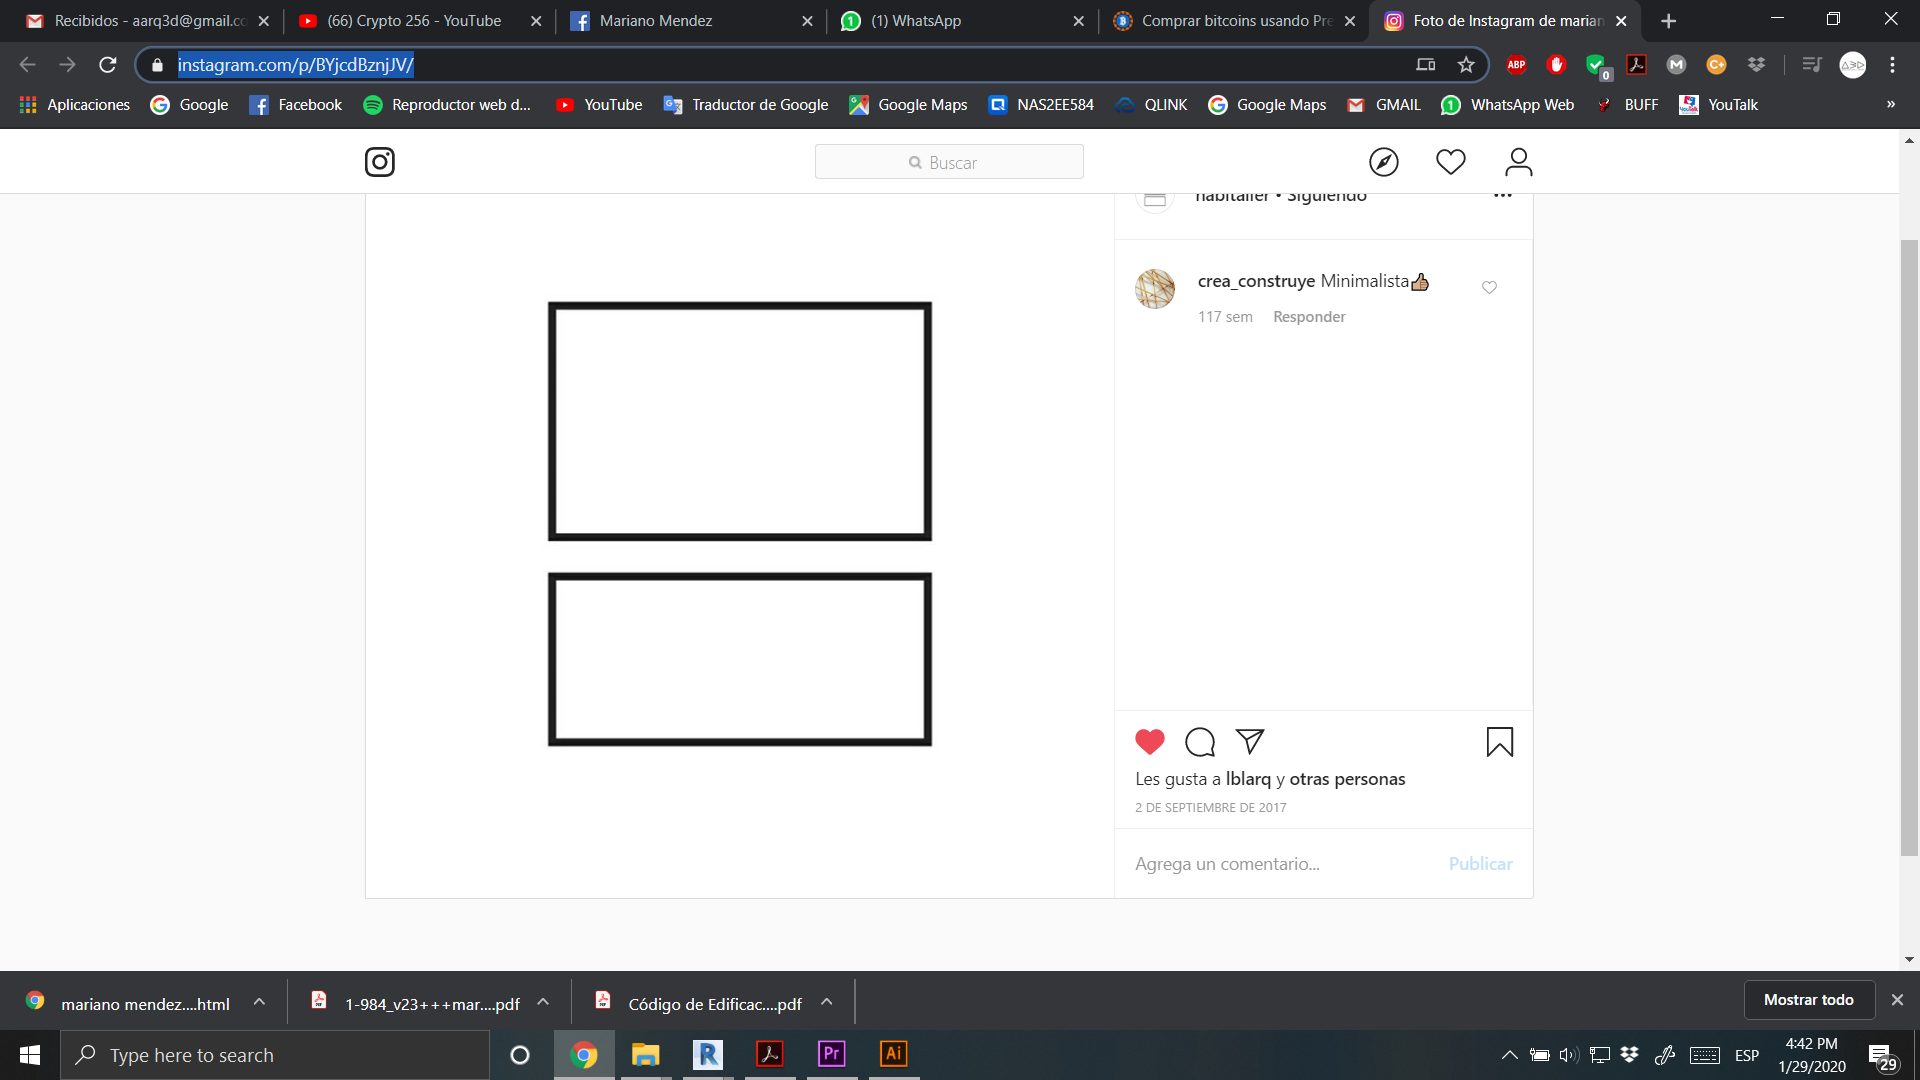 Recibidos - aarq3d@gmail.co
(66) Crypto 256 - YouTube
Mariano Mendez
(1) WhatsApp
Comprar bitcoins usando Pre
Foto de Instagram de marian
instagram.com/p/BYjcdBznjJV/
ABP
0
Aplicaciones
Google
Facebook
Reproductor web d...
YouTube
Traductor de Google
Google Maps
NAS2EE584
QLINK
Google Maps
GMAIL
WhatsApp Web
BUFF
YouTalk
»
Buscar
habitaller • Siguiendo
crea_construye Minimalista👍🏽
117 sem Responder
Les gusta a lblarq y otras personas
2 DE SEPTIEMBRE DE 2017
Agrega un comentario...
Publicar
mariano mendez....html
1-984_v23+++mar....pdf
Código de Edificac....pdf
Mostrar todo
Type here to search
R
Pr
Ai
ESP
4:42 PM
1/29/2020
29